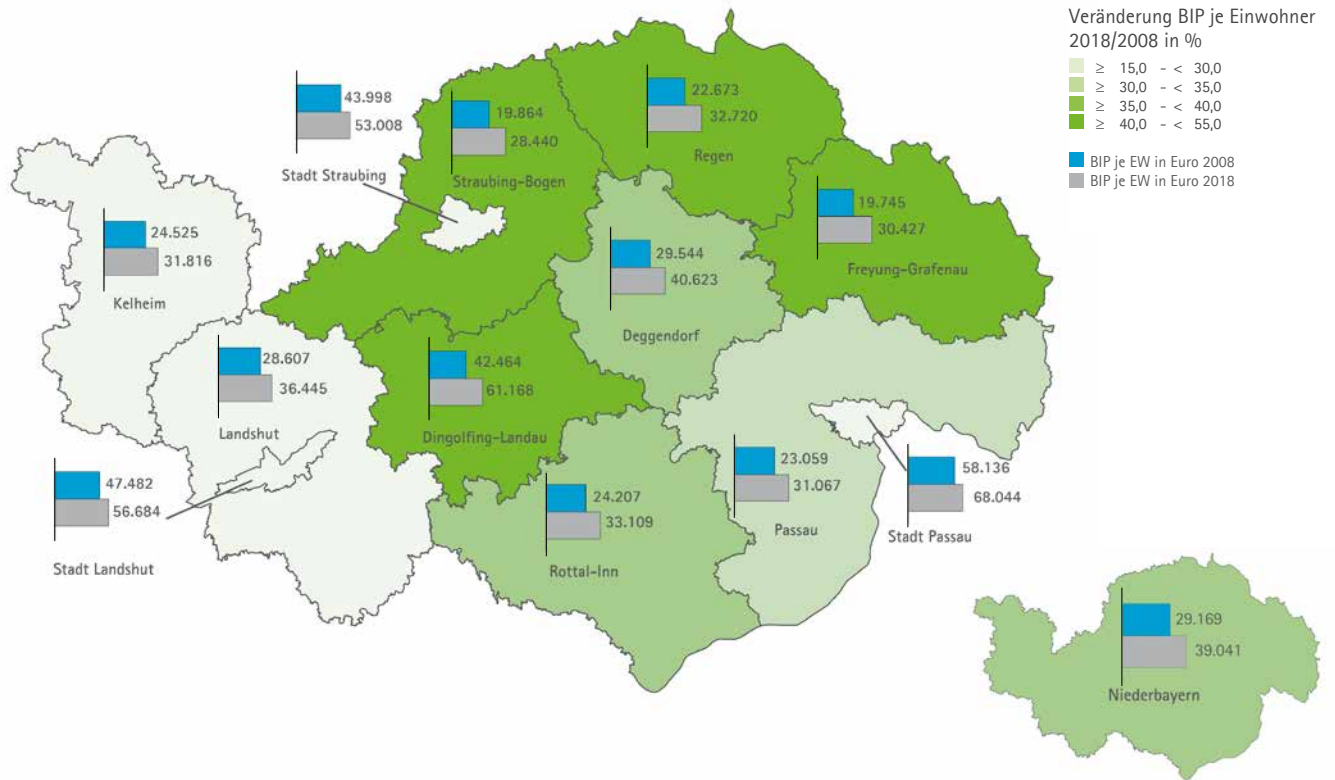 Veränderung BIP je Einwohner
2018/2008 in %
≥ 15,0 - < 30,0
≥ 30,0 - < 35,0
≥ 35,0 - < 40,0
≥ 40,0 - < 55,0
BIP je EW in Euro 2008
BIP je EW in Euro 2018
43.998
53.008
Stadt Straubing
19.864
28.440
Straubing-Bogen
22.673
32.720
Regen
19.745
30.427
Freyung-Grafenau
24.525
31.816
Kelheim
29.544
40.623
Deggendorf
28.607
36.445
Landshut
42.464
61.168
Dingolfing-Landau
47.482
56.684
Stadt Landshut
24.207
33.109
Rottal-Inn
23.059
31.067
Passau
58.136
68.044
Stadt Passau
29.169
39.041
Niederbayern